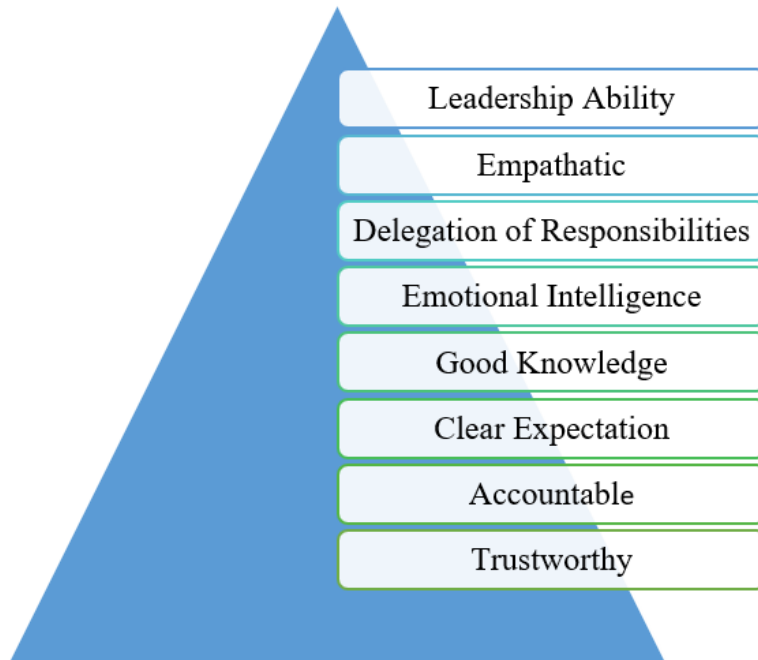 Leadership Ability
Empathatic
Delegation of Responsibilities
Emotional Intelligence
Good Knowledge
Clear Expectation
Accountable
Trustworthy